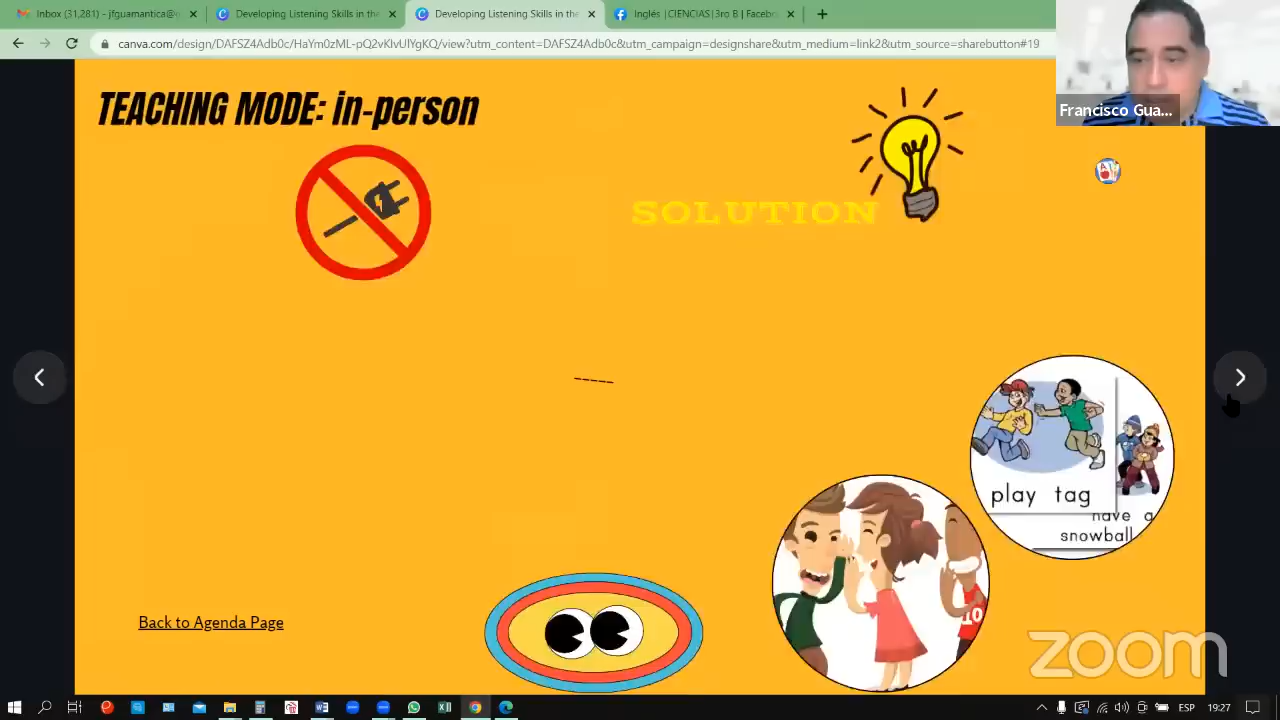 Inbox (31,281) - jfguamantica@
Developing Listening Skills in the
Developing Listening Skills in the
Inglés |CIENCIAS|3ro B | Facebo
canva.com/design/DAFSZ4Adb0c/HaYm0zML-pQ2vKlvUlYgKQ/view?utm_content=DAFSZ4Adb0c&utm_campaign=designshare&utm_medium=link2&utm_source=sharebutton#19
Francisco Gua...
TEACHING MODE: in-person
SOLUTION
play tag
have a
snowball
Back to Agenda Page
zoom
ESP 19:27